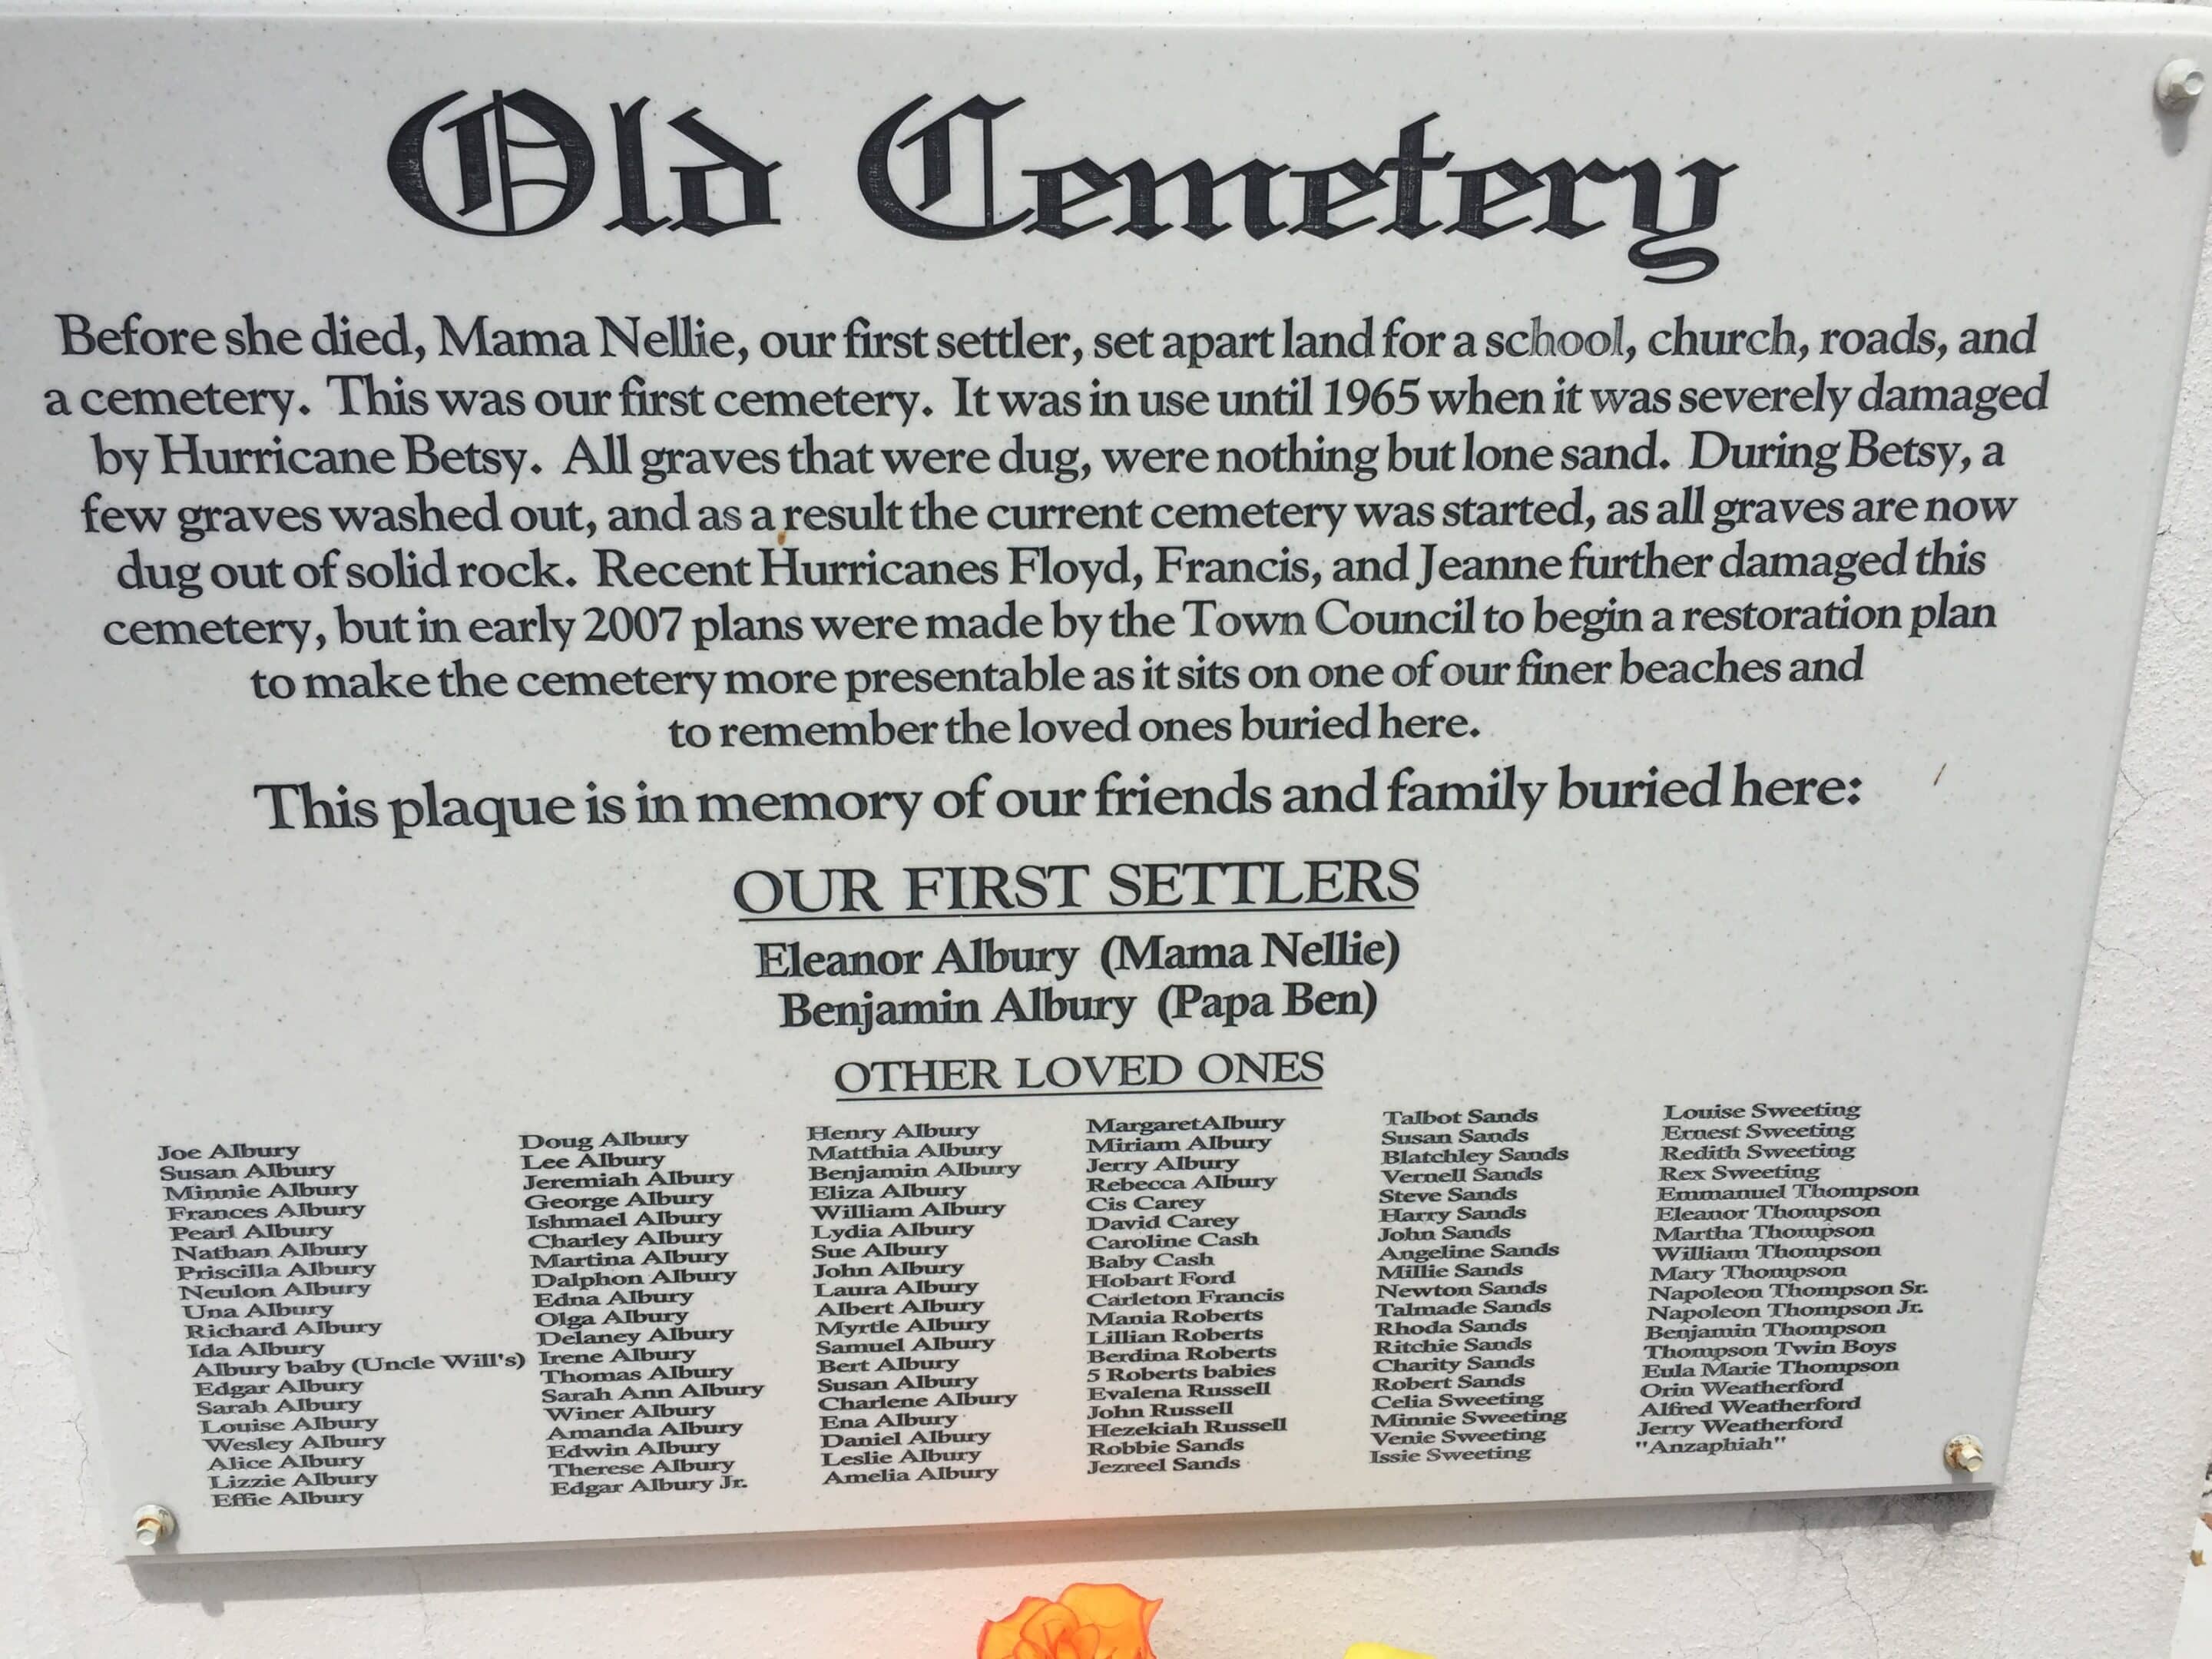 Old Cemetery
Before she died, Mama Nellie, our first settler, set apart land for a school, church, roads, and
a cemetery. This was our first cemetery. It was in use until 1965 when it was severely damaged
by Hurricane Betsy. All graves that were dug, were nothing but lone sand. During Betsy, a
few graves washed out, and as a result the current cemetery was started, as all graves are now
dug out of solid rock. Recent Hurricanes Floyd, Francis, and Jeanne further damaged this
cemetery, but in early 2007 plans were made by the Town Council to begin a restoration plan
to make the cemetery more presentable as it sits on one of our finer beaches and
to remember the loved ones buried here.
This plaque is in memory of our friends and family buried here:
OUR FIRST SETTLERS
Eleanor Albury (Mama Nellie)
Benjamin Albury (Papa Ben)
OTHER LOVED ONES
Joe Albury
Susan Albury
Minnie Albury
Frances Albury
Pearl Albury
Nathan Albury
Priscilla Albury
Neulon Albury
Una Albury
Richard Albury
Ida Albury
Albury baby (Uncle Will's)
Edgar Albury
Sarah Albury
Louise Albury
Wesley Albury
Alice Albury
Lizzie Albury
Effie Albury
Doug Albury
Lee Albury
Jeremiah Albury
George Albury
Ishmael Albury
Charley Albury
Martina Albury
Dalphon Albury
Edna Albury
Olga Albury
Delaney Albury
Irene Albury
Thomas Albury
Sarah Ann Albury
Winer Albury
Amanda Albury
Edwin Albury
Therese Albury
Edgar Albury Jr.
Henry Albury
Matthia Albury
Benjamin Albury
Eliza Albury
William Albury
Lydia Albury
Sue Albury
John Albury
Laura Albury
Albert Albury
Myrtle Albury
Samuel Albury
Bert Albury
Susan Albury
Charlene Albury
Ena Albury
Daniel Albury
Leslie Albury
Amelia Albury
MargaretAlbury
Miriam Albury
Jerry Albury
Rebecca Albury
Cis Carey
David Carey
Caroline Cash
Baby Cash
Hobart Ford
Carleton Francis
Mania Roberts
Lillian Roberts
Berdina Roberts
5 Roberts babies
Evalena Russell
John Russell
Hezekiah Russell
Robbie Sands
Jezreel Sands
Talbot Sands
Susan Sands
Blatchley Sands
Vernell Sands
Steve Sands
Harry Sands
John Sands
Angeline Sands
Millie Sands
Newton Sands
Talmade Sands
Rhoda Sands
Ritchie Sands
Charity Sands
Robert Sands
Celia Sweeting
Minnie Sweeting
Venie Sweeting
Issie Sweeting
Louise Sweeting
Ernest Sweeting
Redith Sweeting
Rex Sweeting
Emmanuel Thompson
Eleanor Thompson
Martha Thompson
William Thompson
Mary Thompson
Napoleon Thompson Sr.
Napoleon Thompson Jr.
Benjamin Thompson
Thompson Twin Boys
Eula Marie Thompson
Orin Weatherford
Alfred Weatherford
Jerry Weatherford
"Anzaphiah"